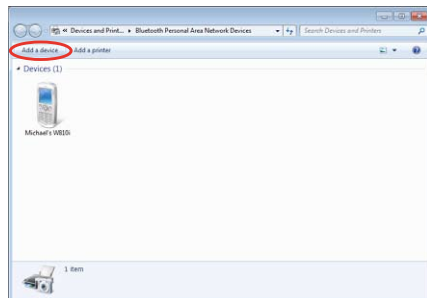 « Devices and Print... ▸ Bluetooth Personal Area Network Devices Search Devices and Printers
Add a device Add a printer
Devices (1)
Michael's W810i
1 item